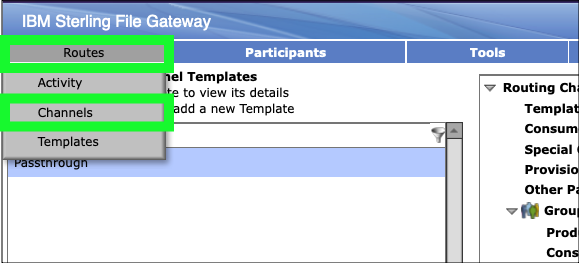 IBM Sterling File Gateway
Routes
Participants
Tools
Activity
Channels
Templates
Templates
te to view its details
add a new Template
Passthrough
Routing Cha
Templat
Consum
Special
Provisio
Other Pa
Group
Prod
Cons